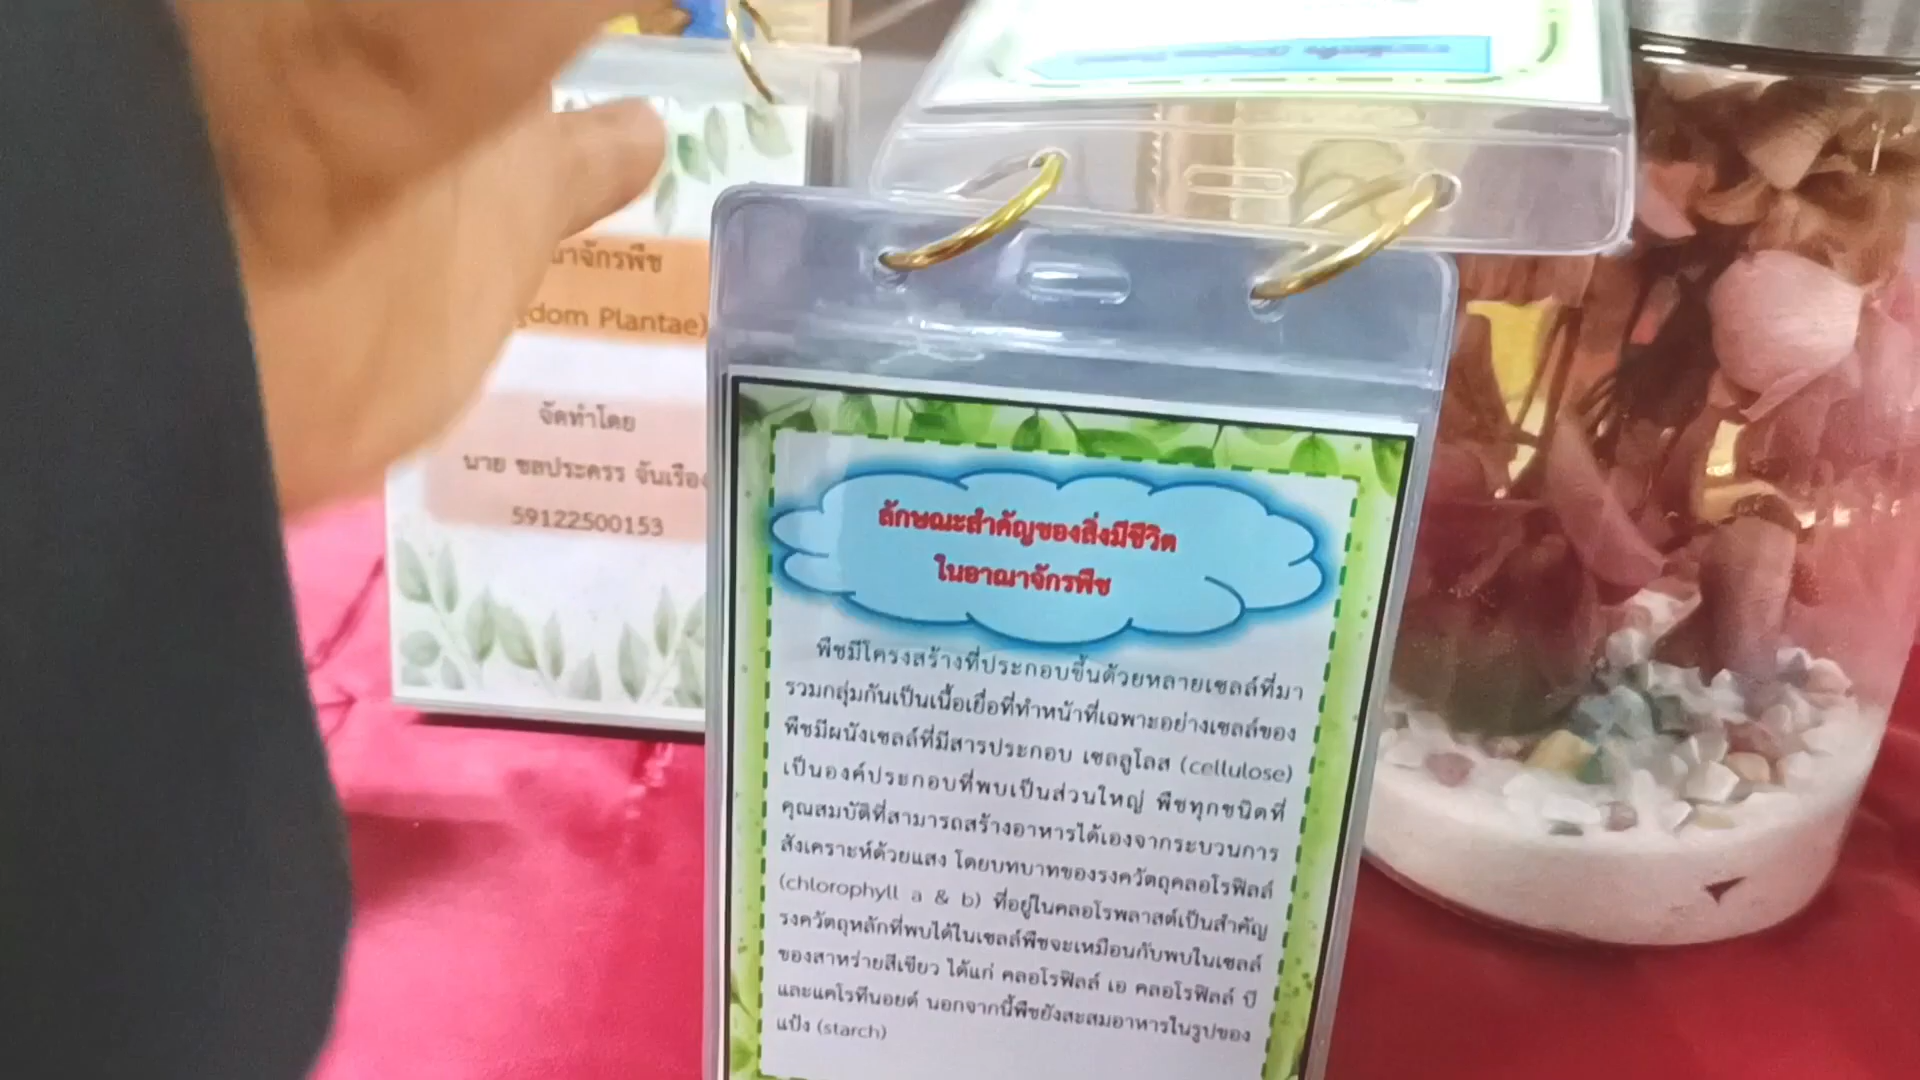 ลักษณะสำคัญของสิ่งมีชีวิต
ในอาณาจักรพืช
พืชมีโครงสร้างที่ประกอบขึ้นด้วยหลายเซลล์ที่มา
รวมกลุ่มกันเป็นเนื้อเยื่อที่ทำหน้าที่เฉพาะอย่างเซลล์ของ
พืชมีผนังเซลล์ที่มีสารประกอบ เซลลูโลส (cellulose)
เป็นองค์ประกอบที่พบเป็นส่วนใหญ่ พืชทุกชนิดที่
คุณสมบัติที่สามารถสร้างอาหารได้เองจากระบวนการ
สังเคราะห์ด้วยแสง โดยบทบาทของรงควัตถุคลอโรฟิลล์
(chlorophyll a & b) ที่อยู่ในคลอโรพลาสต์เป็นสำคัญ
รงควัตถุหลักที่พบได้ในเซลล์พืชจะเหมือนกับพบในเซลล์
ของสาหร่ายสีเขียว ได้แก่ คลอโรฟิลล์ เอ คลอโรฟิลล์ บี
และแคโรทีนอยด์ นอกจากนี้พืชยังสะสมอาหารในรูปของ
แป้ง (starch)
ณาจักรพืช
gdom Plantae)
จัดทำโดย
นาย ชลประครร จันเรือง
59122500153